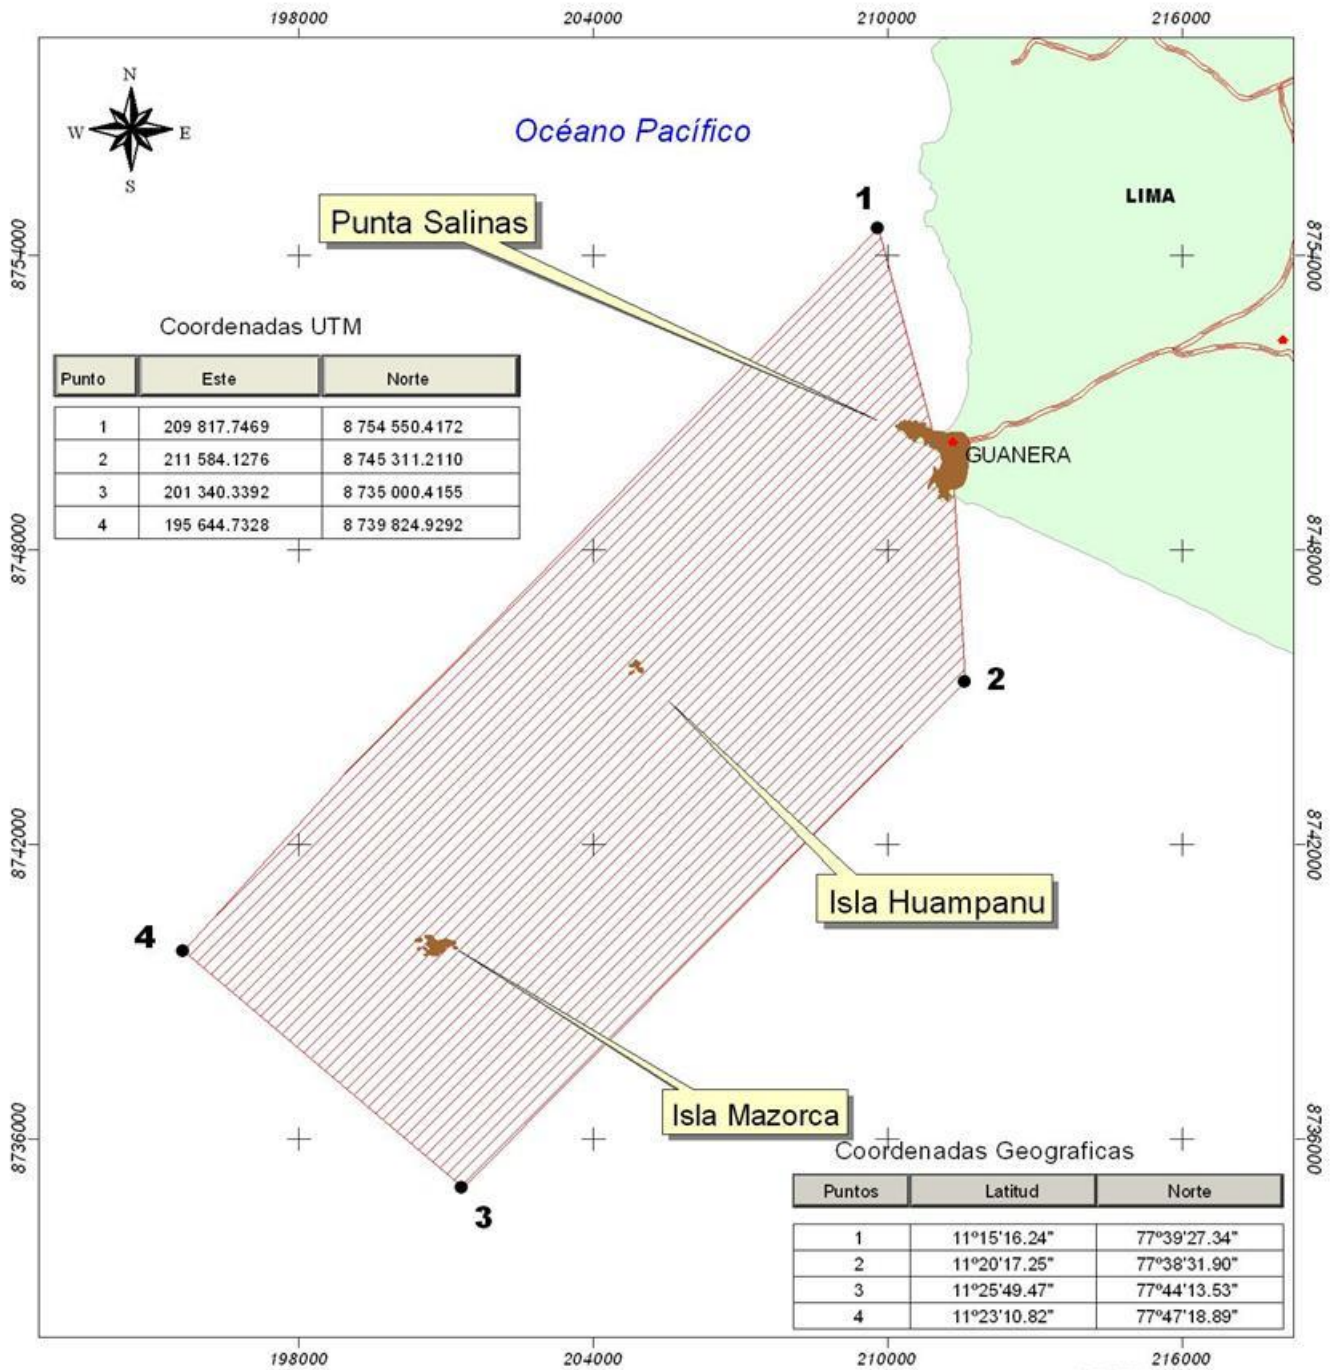 198000 204000 210000 216000
N
W E
S
Océano Pacífico
LIMA
1
Punta Salinas
8754000 8754000
Coordenadas UTM
Punto Este Norte
1 209 817.7469 8 754 550.4172
2 211 584.1276 8 745 311.2110
3 201 340.3392 8 735 000.4155
4 195 644.7328 8 739 824.9292
GUANERA
8748000 8748000
2
8742000 8742000
Isla Huampanu
4
Isla Mazorca
8736000 8736000
3
Coordenadas Geograficas
Puntos Latitud Norte
1 11º15'16.24" 77º39'27.34"
2 11º20'17.25" 77º38'31.90"
3 11º25'49.47" 77º44'13.53"
4 11º23'10.82" 77º47'18.89"
198000 204000 210000 216000